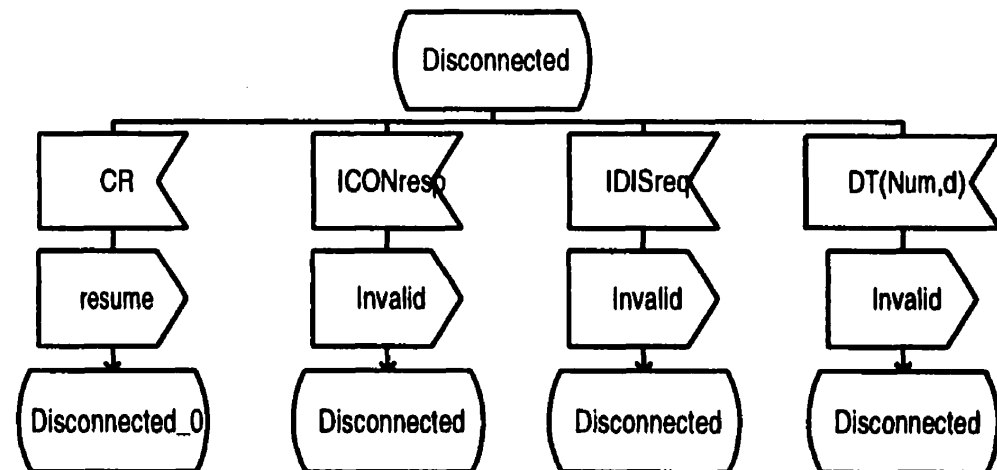 Disconnected
CR
ICONresp
IDISreq
DT(Num,d)
resume
Invalid
Invalid
Invalid
Disconnected_0
Disconnected
Disconnected
Disconnected